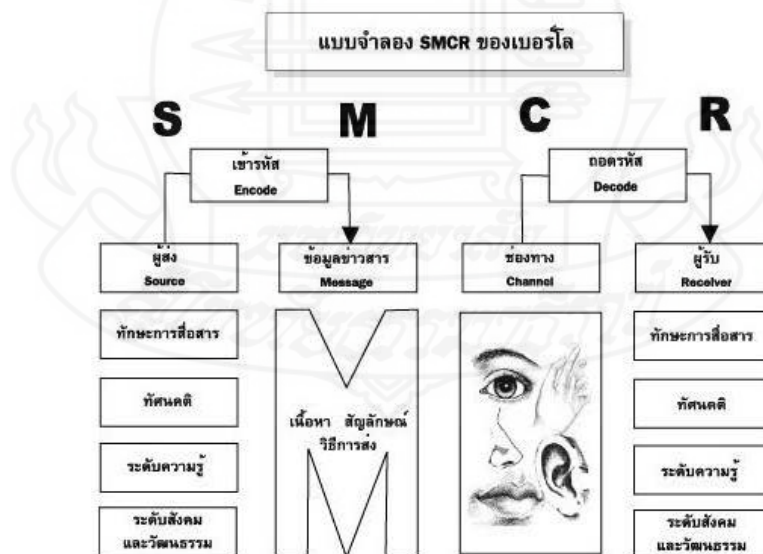 แบบจำลอง SMCR ของเบอร์โล
S M C R
เข้ารหัส
Encode
ถอดรหัส
Decode
ผู้ส่ง
Source
ข้อมูลข่าวสาร
Message
ช่องทาง
Channel
ผู้รับ
Receiver
ทักษะการสื่อสาร
ทัศนคติ
ระดับความรู้
ระดับสังคม
และวัฒนธรรม
เนื้อหา สัญลักษณ์
วิธีการส่ง
ทักษะการสื่อสาร
ทัศนคติ
ระดับความรู้
ระดับสังคม
และวัฒนธรรม